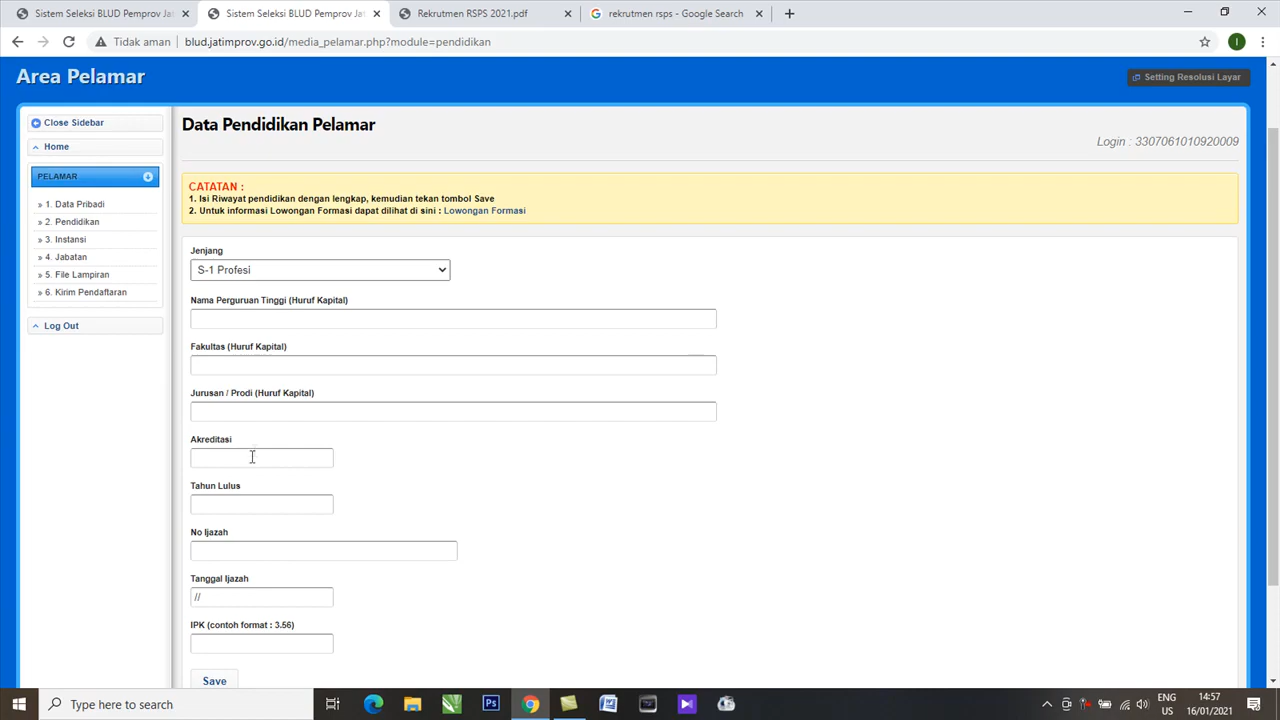 Sistem Seleksi BLUD Pemprov Jat
Sistem Seleksi BLUD Pemprov Jat
Rekrutmen RSPS 2021.pdf
rekrutmen rsps - Google Search
Tidak aman
blud.jatimprov.go.id/media_pelamar.php?module=pendidikan
I
Area Pelamar
Setting Resolusi Layar
Close Sidebar
Home
PELAMAR
» 1. Data Pribadi
» 2. Pendidikan
» 3. Instansi
» 4. Jabatan
» 5. File Lampiran
» 6. Kirim Pendaftaran
Log Out
Data Pendidikan Pelamar
Login : 3307061010920009
CATATAN :
1. Isi Riwayat pendidikan dengan lengkap, kemudian tekan tombol Save
2. Untuk informasi Lowongan Formasi dapat dilihat di sini : Lowongan Formasi
Jenjang
S-1 Profesi
Nama Perguruan Tinggi (Huruf Kapital)
Fakultas (Huruf Kapital)
Jurusan / Prodi (Huruf Kapital)
Akreditasi
Tahun Lulus
No Ijazah
Tanggal Ijazah
//
IPK (contoh format : 3.56)
Save
Type here to search
Ps
ENG
US
14:57
16/01/2021